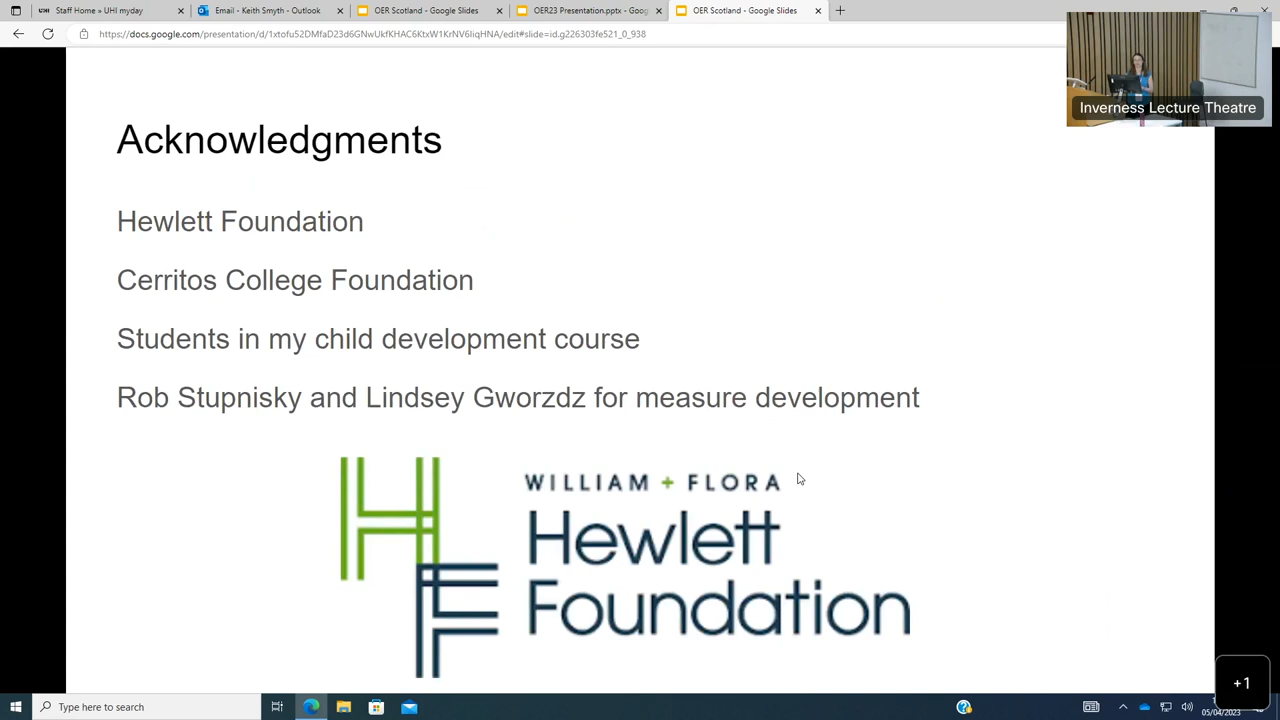 Staff Home » UHI myday
Email - Keith Smyth - Outlook
OER Scotland - Google Slides
OER23 Presentation.pptx - Goog
OER Scotland - Google Slides
https://docs.google.com/presentation/d/1xtofu52DMfaD23d6GNwUkfKHAC6KtxW1KrNV6IiqHNA/edit#slide=id.g226303fe521_0_938
Inverness Lecture Theatre
Acknowledgments
Hewlett Foundation
Cerritos College Foundation
Students in my child development course
Rob Stupnisky and Lindsey Gworzdz for measure development
WILLIAM + FLORA
Hewlett
Foundation
+1
Type here to search
05/04/2023